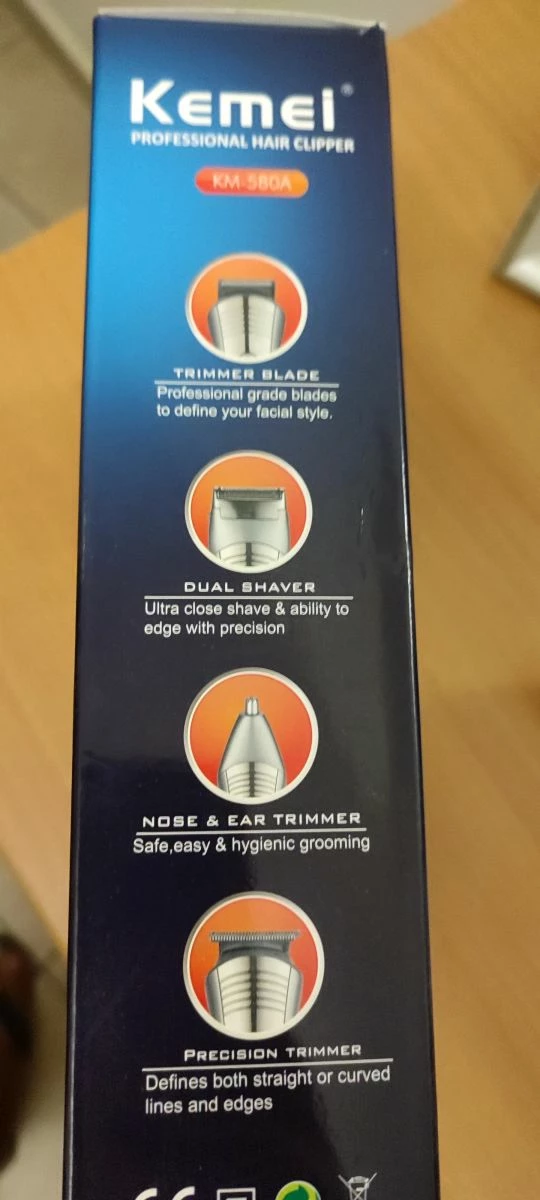 Kemei®
PROFESSIONAL HAIR CLIPPER
KM-580A
TRIMMER BLADE
Professional grade blades
to define your facial style.
DUAL SHAVER
Ultra close shave & ability to
edge with precision
NOSE & EAR TRIMMER
Safe,easy & hygienic grooming
PRECISION TRIMMER
Defines both straight or curved
lines and edges
CE